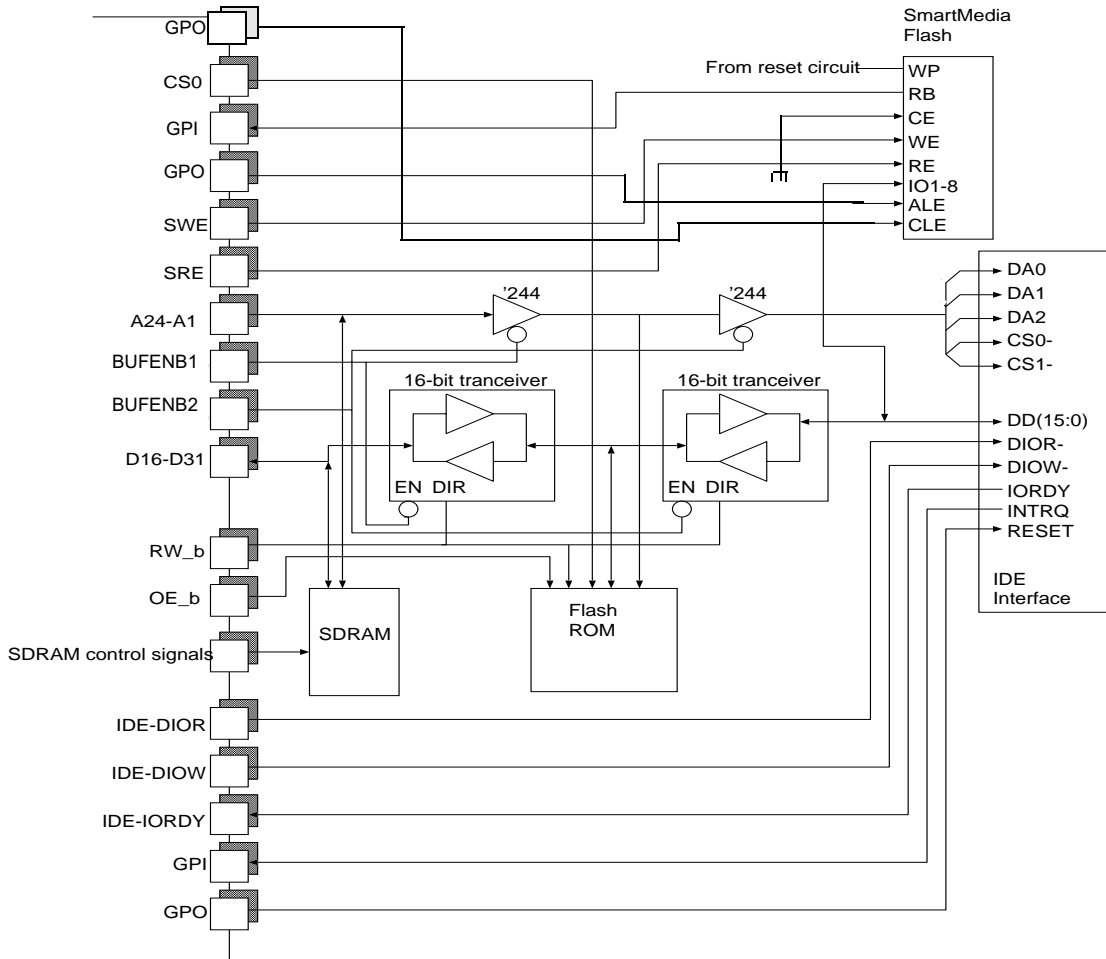 GPO
CS0
GPI
GPO
SWE
SRE
A24-A1
BUFENB1
BUFENB2
D16-D31
RW_b
OE_b
SDRAM control signals
IDE-DIOR
IDE-DIOW
IDE-IORDY
GPI
GPO
SmartMedia
Flash
From reset circuit
WP
RB
CE
WE
RE
IO1-8
ALE
CLE
'244
'244
16-bit tranceiver
EN DIR
16-bit tranceiver
EN DIR
SDRAM
Flash
ROM
DA0
DA1
DA2
CS0-
CS1-
DD(15:0)
DIOR-
DIOW-
IORDY
INTRQ
RESET
IDE
Interface